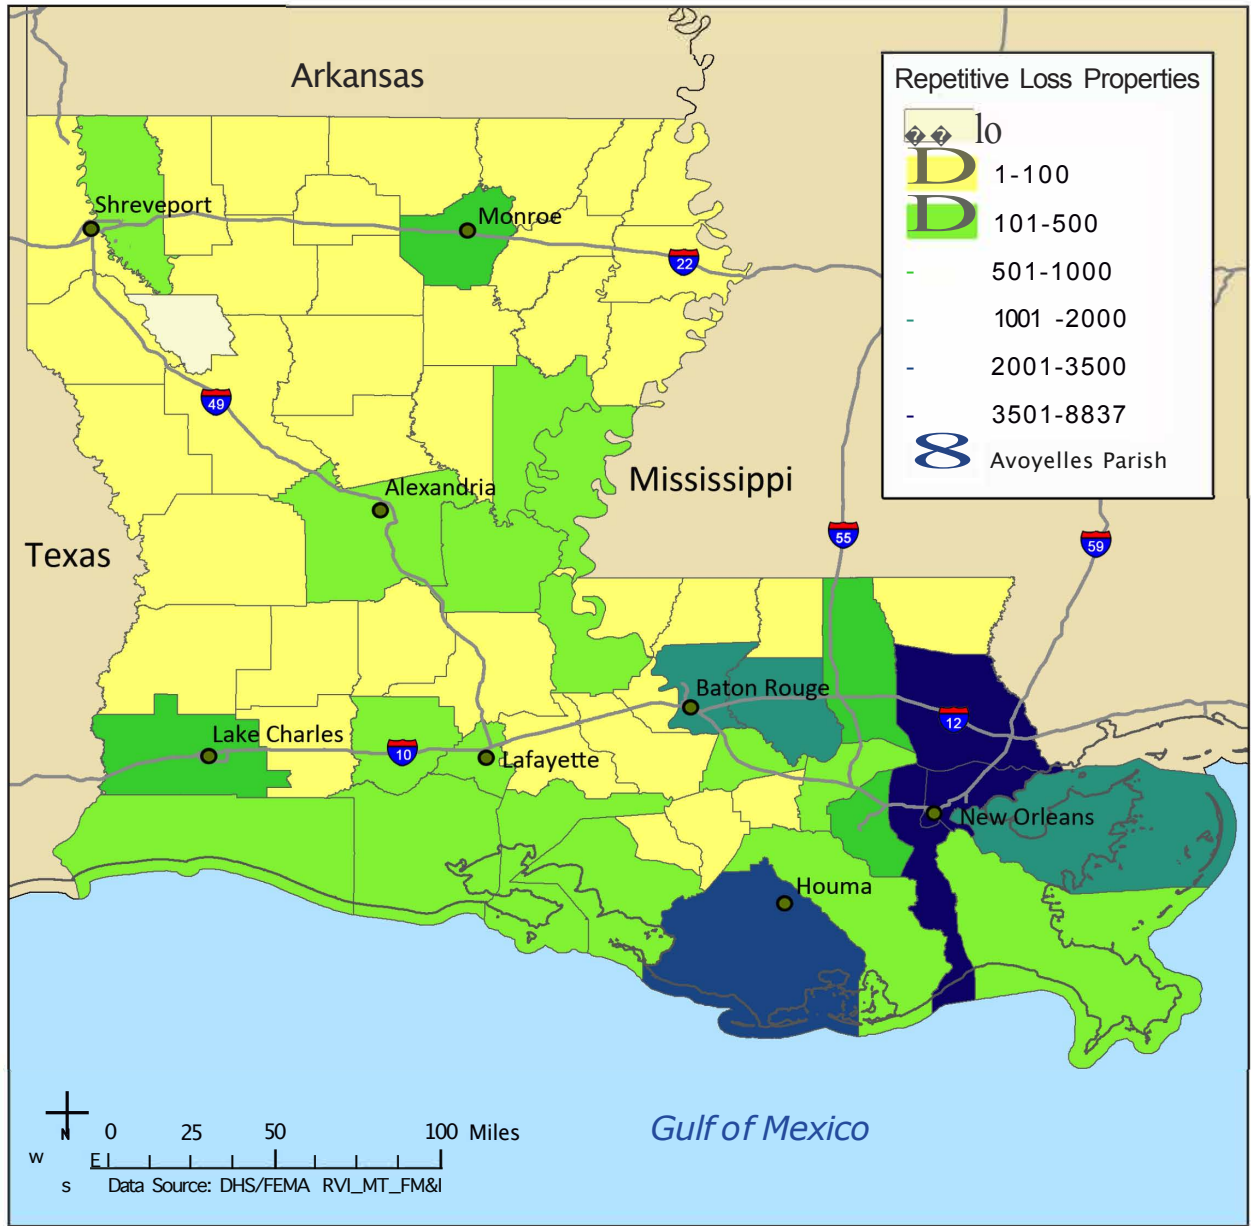 Arkansas
Repetitive Loss Properties
lo
D 1-100
D 101-500
- 501-1000
- 1001 -2000
- 2001-3500
- 3501-8837
8 Avoyelles Parish
Shreveport
Monroe
22
49
Alexandria
Mississippi
Texas
55
59
Baton Rouge
12
Lake Charles
10
Lafayette
New Orleans
Houma
Gulf of Mexico
N
W E
S
0 25 50 100 Miles
Data Source: DHS/FEMA RVI_MT_FM&I